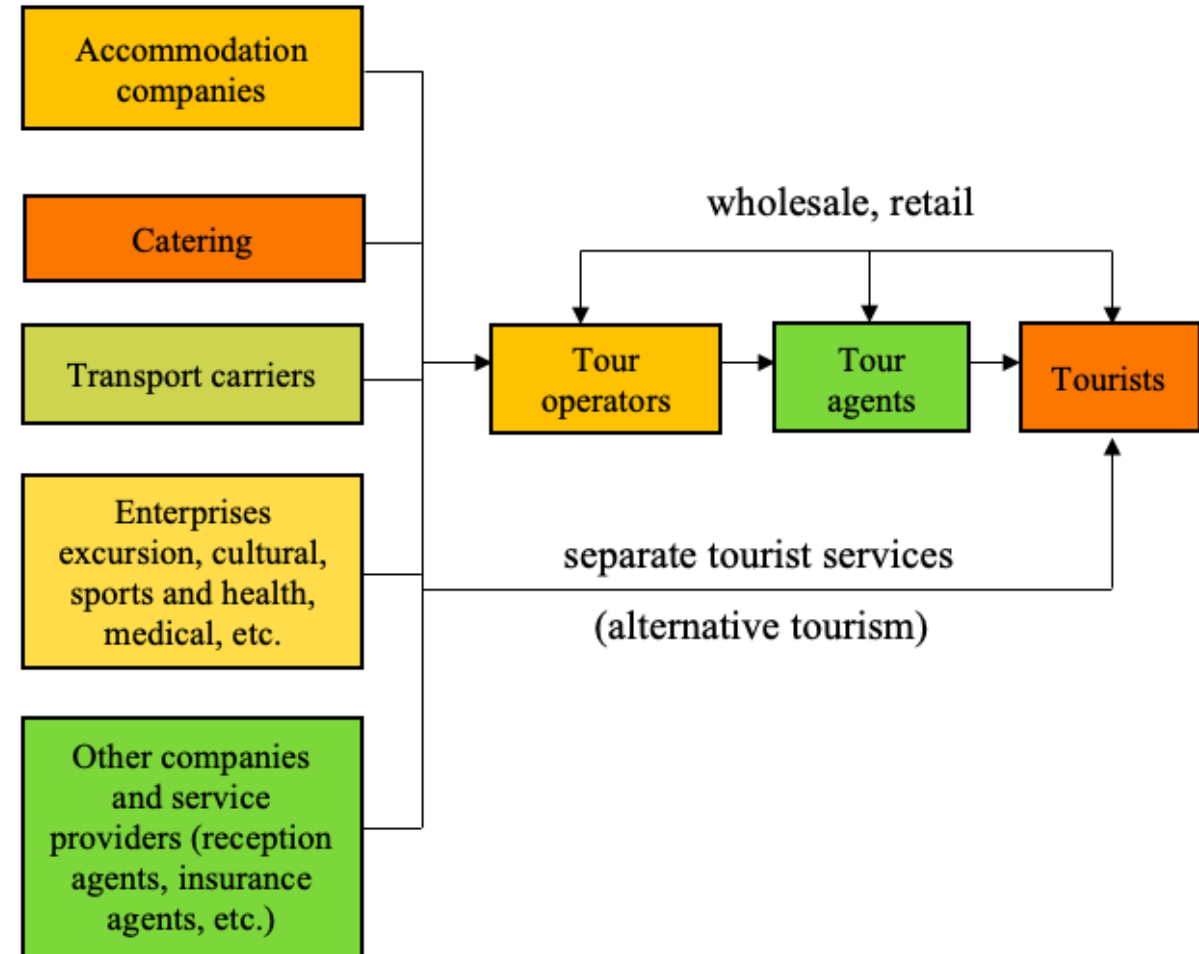 Accommodation
companies
Catering
Transport carriers
Enterprises
excursion, cultural,
sports and health,
medical, etc.
Other companies
and service
providers (reception
agents, insurance
agents, etc.)
wholesale, retail
Tour
operators
Tour
agents
Tourists
separate tourist services
(alternative tourism)